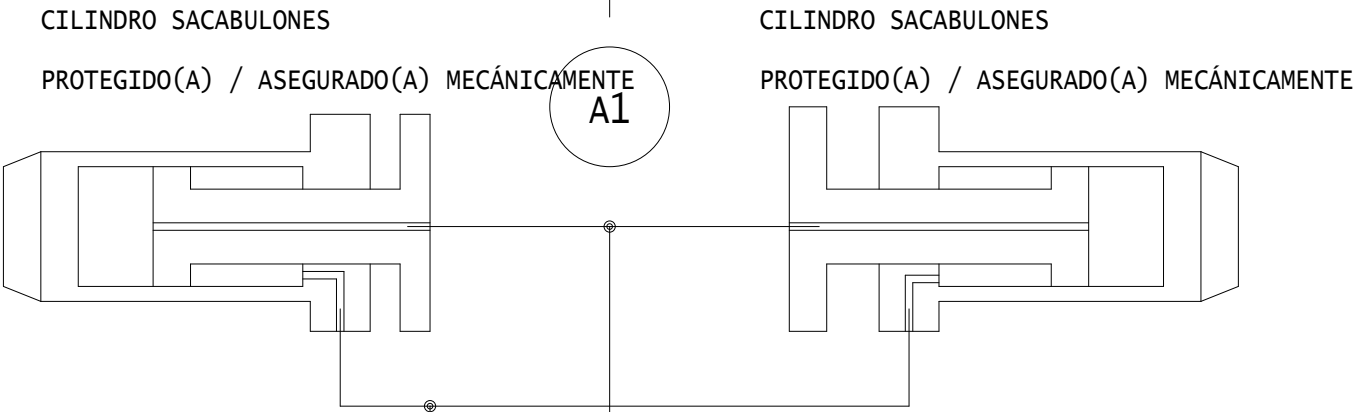 CILINDRO SACABULONES
PROTEGIDO(A) / ASEGURADO(A) MECÁNICAMENTE
A1
CILINDRO SACABULONES
PROTEGIDO(A) / ASEGURADO(A) MECÁNICAMENTE